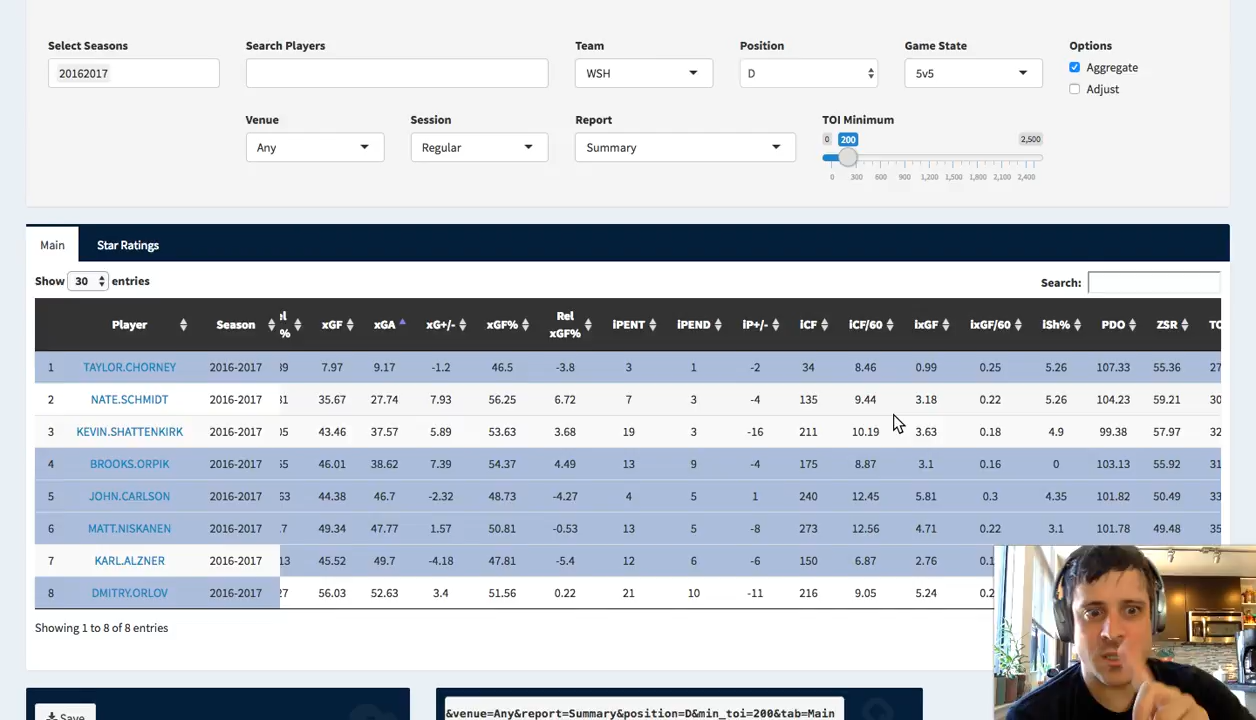 Select Seasons Search Players Team Position Game State Options
20162017 WSH D 5v5 Aggregate
Adjust
Venue Session Report TOI Minimum
Any Regular Summary 0 200 2,500
0 300 600 900 1,200 1,500 1,800 2,100 2,400
Main Star Ratings
Show 30 entries Search:
Player Season % xGF xGA xG+/- xGF% Rel xGF% iPENT iPEND iP+/- iCF iCF/60 ixGF ixGF/60 iSh% PDO ZSR
1 TAYLOR.CHORNEY 2016-2017 7.97 9.17 -1.2 46.5 -3.8 3 1 -2 34 8.46 0.99 0.25 5.26 107.33 55.36
2 NATE.SCHMIDT 2016-2017 35.67 27.74 7.93 56.25 6.72 7 3 -4 135 9.44 3.18 0.22 5.26 104.23 59.21
3 KEVIN.SHATTENKIRK 2016-2017 43.46 37.57 5.89 53.63 3.68 19 3 -16 211 10.19 3.63 0.18 4.9 99.38 57.97
4 BROOKS.ORPIK 2016-2017 46.01 38.62 7.39 54.37 4.49 13 9 -4 175 8.87 3.1 0.16 0 103.13 55.92
5 JOHN.CARLSON 2016-2017 44.38 46.7 -2.32 48.73 -4.27 4 5 1 240 12.45 5.81 0.3 4.35 101.82 50.49
6 MATT.NISKANEN 2016-2017 49.34 47.77 1.57 50.81 -0.53 13 5 -8 273 12.56 4.71 0.22 3.1 101.78 49.48
7 KARL.ALZNER 2016-2017 45.52 49.7 -4.18 47.81 -5.4 12 6 -6 150 6.87 2.76
8 DMITRY.ORLOV 2016-2017 56.03 52.63 3.4 51.56 0.22 21 10 -11 216 9.05 5.24
Showing 1 to 8 of 8 entries
Save &venue=Any&report=Summary&position=D&min_toi=200&tab=Main